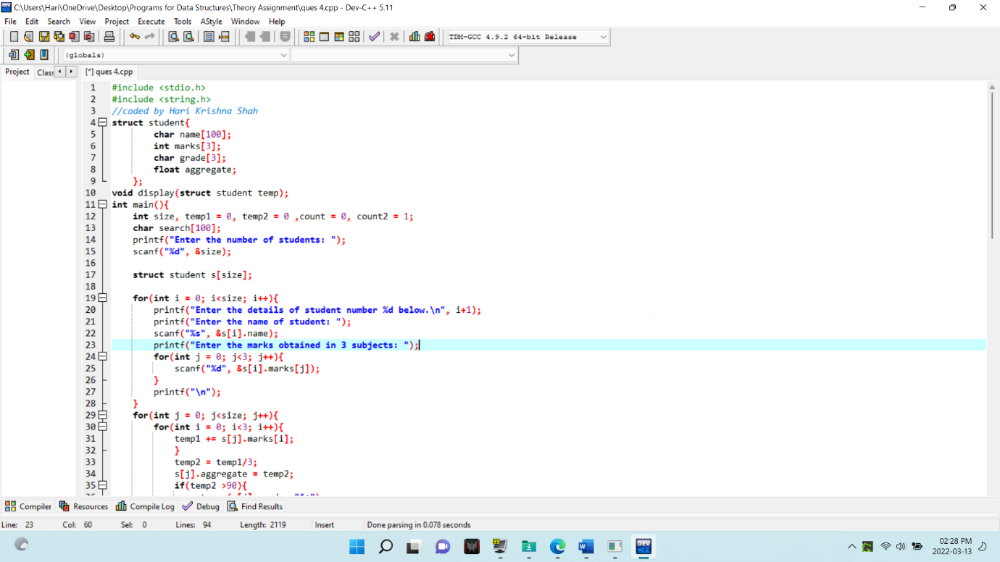 C:\Users\Hari\OneDrive\Desktop\Programs for Data Structures\Theory Assignment\ques 4.cpp - Dev-C++ 5.11
File Edit Search View Project Execute Tools AStyle Window Help
TDM-GCC 4.9.2 64-bit Release
(globals)
Project Clas
[*] ques 4.cpp
1 #include <stdio.h>
2 #include <string.h>
3 //coded by Hari Krishna Shah
4 struct student{
5 char name[100];
6 int marks[3];
7 char grade[3];
8 float aggregate;
9 };
10 void display(struct student temp);
11 int main(){
12 int size, temp1 = 0, temp2 = 0 ,count = 0, count2 = 1;
13 char search[100];
14 printf("Enter the number of students: ");
15 scanf("%d", &size);
16
17 struct student s[size];
18
19 for(int i = 0; i<size; i++){
20 printf("Enter the details of student number %d below.\n", i+1);
21 printf("Enter the name of student: ");
22 scanf("%s", &s[i].name);
23 printf("Enter the marks obtained in 3 subjects: ");
24 for(int j = 0; j<3; j++){
25 scanf("%d", &s[i].marks[j]);
26 }
27 printf("\n");
28 }
29 for(int j = 0; j<size; j++){
30 for(int i = 0; i<3; i++){
31 temp1 += s[j].marks[i];
32 }
33 temp2 = temp1/3;
34 s[j].aggregate = temp2;
35 if(temp2 >90){
Compiler Resources Compile Log Debug Find Results
Line: 23 Col: 60 Sel: 0 Lines: 94 Length: 2119 Insert Done parsing in 0.078 seconds
99
DEV
02:28 PM
2022-03-13